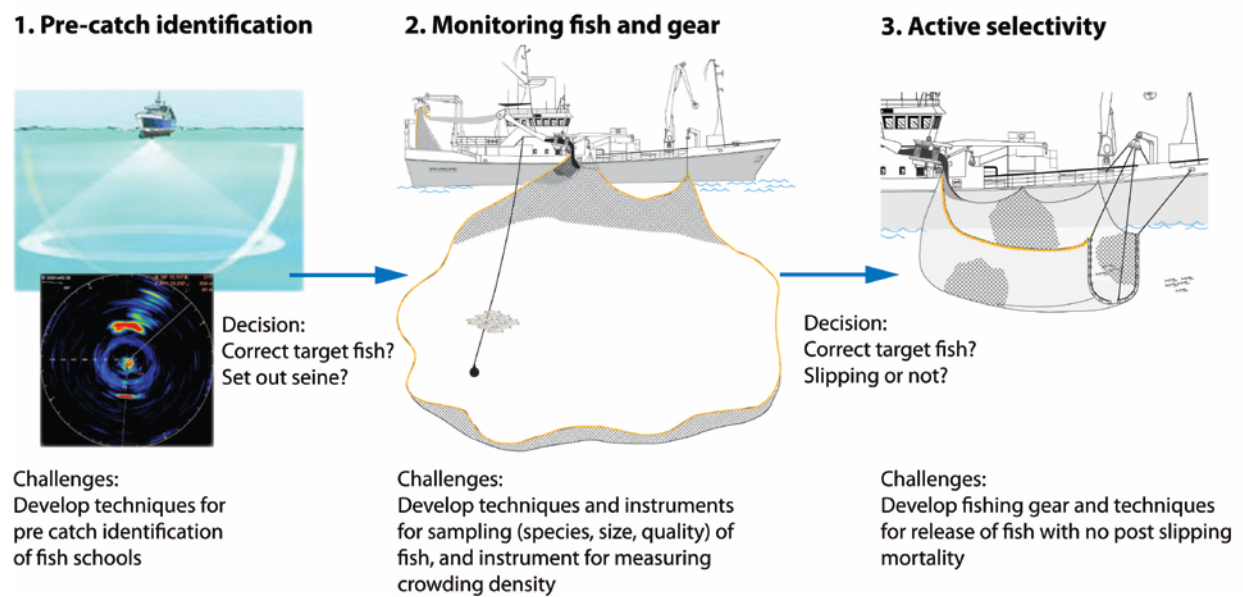 1. Pre-catch identification
2. Monitoring fish and gear
3. Active selectivity
Decision:
Correct target fish?
Set out seine?
Decision:
Correct target fish?
Slipping or not?
Challenges:
Develop techniques for
pre catch identification
of fish schools
Challenges:
Develop techniques and instruments
for sampling (species, size, quality) of
fish, and instrument for measuring
crowding density
Challenges:
Develop fishing gear and techniques
for release of fish with no post slipping
mortality